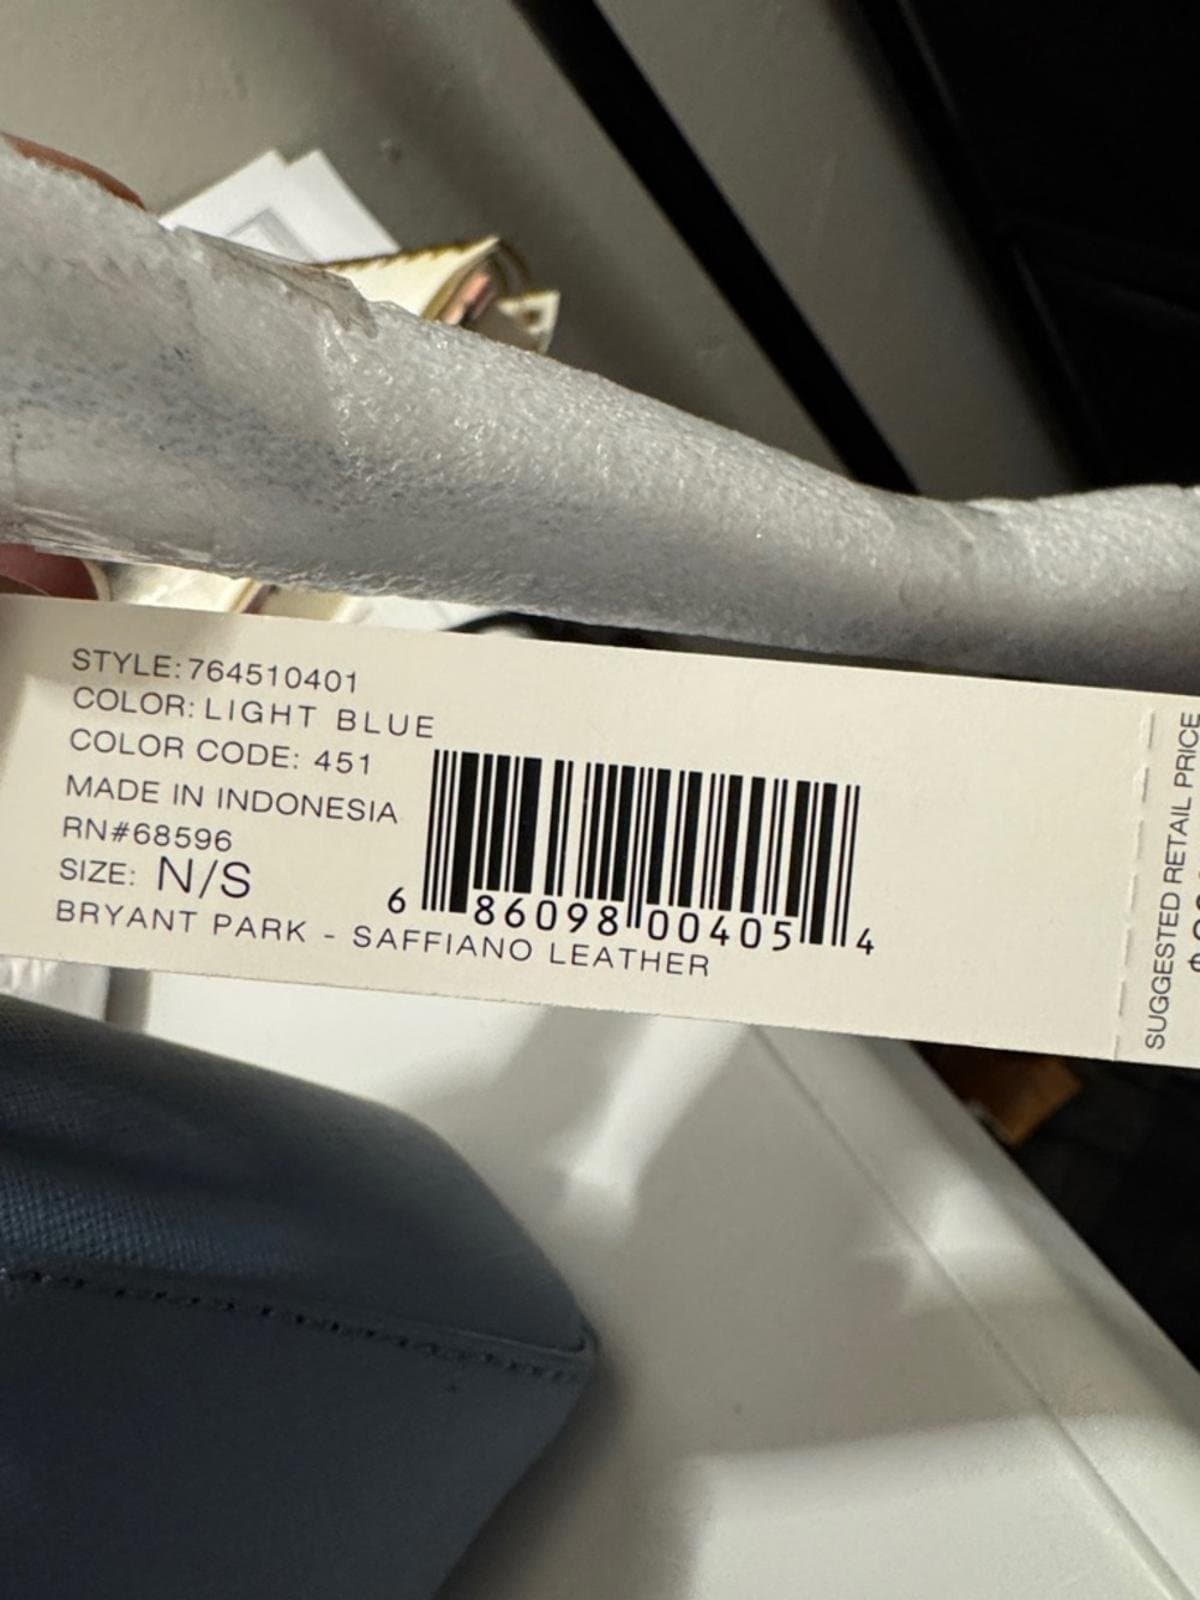 STYLE: 764510401
COLOR: LIGHT BLUE
COLOR CODE: 451
MADE IN INDONESIA
RN#68596
SIZE: N/S
6 86098 00405 4
BRYANT PARK - SAFFIANO LEATHER
SUGGESTED RETAIL PRICE